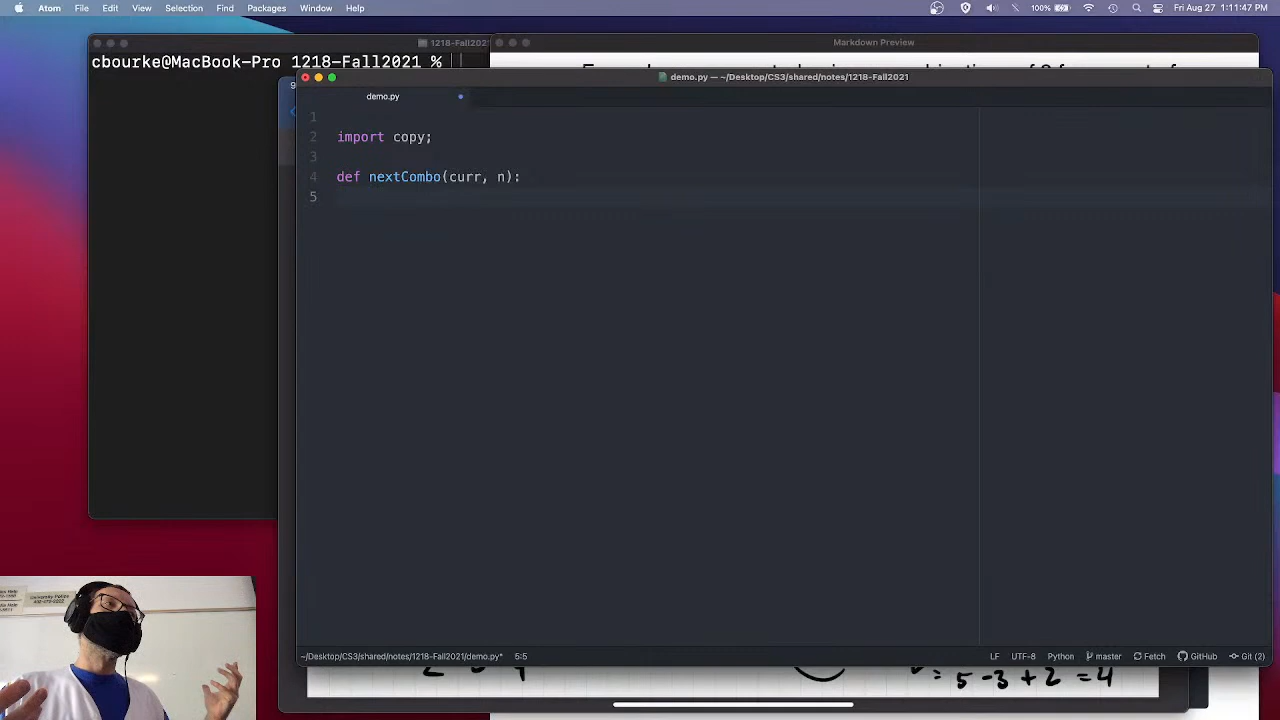 Atom File Edit View Selection Find Packages Window Help
100% Fri Aug 27 1:11:47 PM
1218-Fall2021
Markdown Preview
cbourke@MacBook-Pro 1218-Fall2021 %
demo.py — ~/Desktop/CS3/shared/notes/1218-Fall2021
demo.py
1
2 import copy;
3
4 def nextCombo(curr, n):
5
~/Desktop/CS3/shared/notes/1218-Fall2021/demo.py* 5:5
LF UTF-8 Python master Fetch GitHub Git (2)
= 5 -3 + 2 = 4